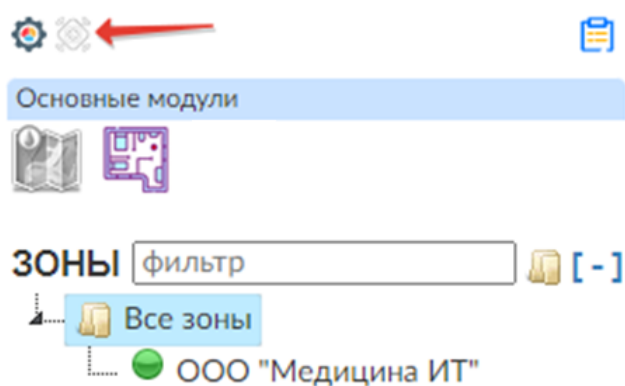 Основные модули
ЗОНЫ фильтр [ - ]
Все зоны
ООО "Медицина ИТ"